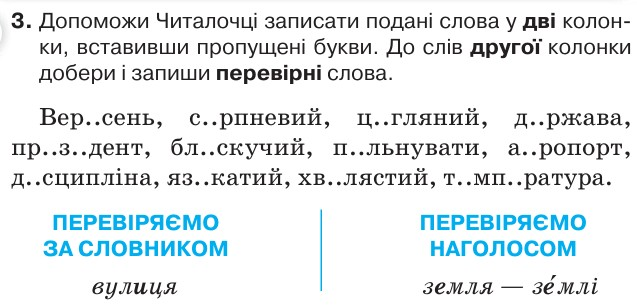 3. Допоможи Читалочці записати подані слова у дві колон-
ки, вставивши пропущені букви. До слів другої колонки
добери і запиши перевірні слова.
Вер..сень, с..рпневий, ц..гляний, д..ржава,
пр..з..дент, бл..скучий, п..льнувати, а..ропорт,
д..сципліна, яз..катий, хв..лястий, т..мп..ратура.
ПЕРЕВІРЯЄМО ПЕРЕВІРЯЄМО
ЗА СЛОВНИКОМ НАГОЛОСОМ
вулиця земля — зе́млі